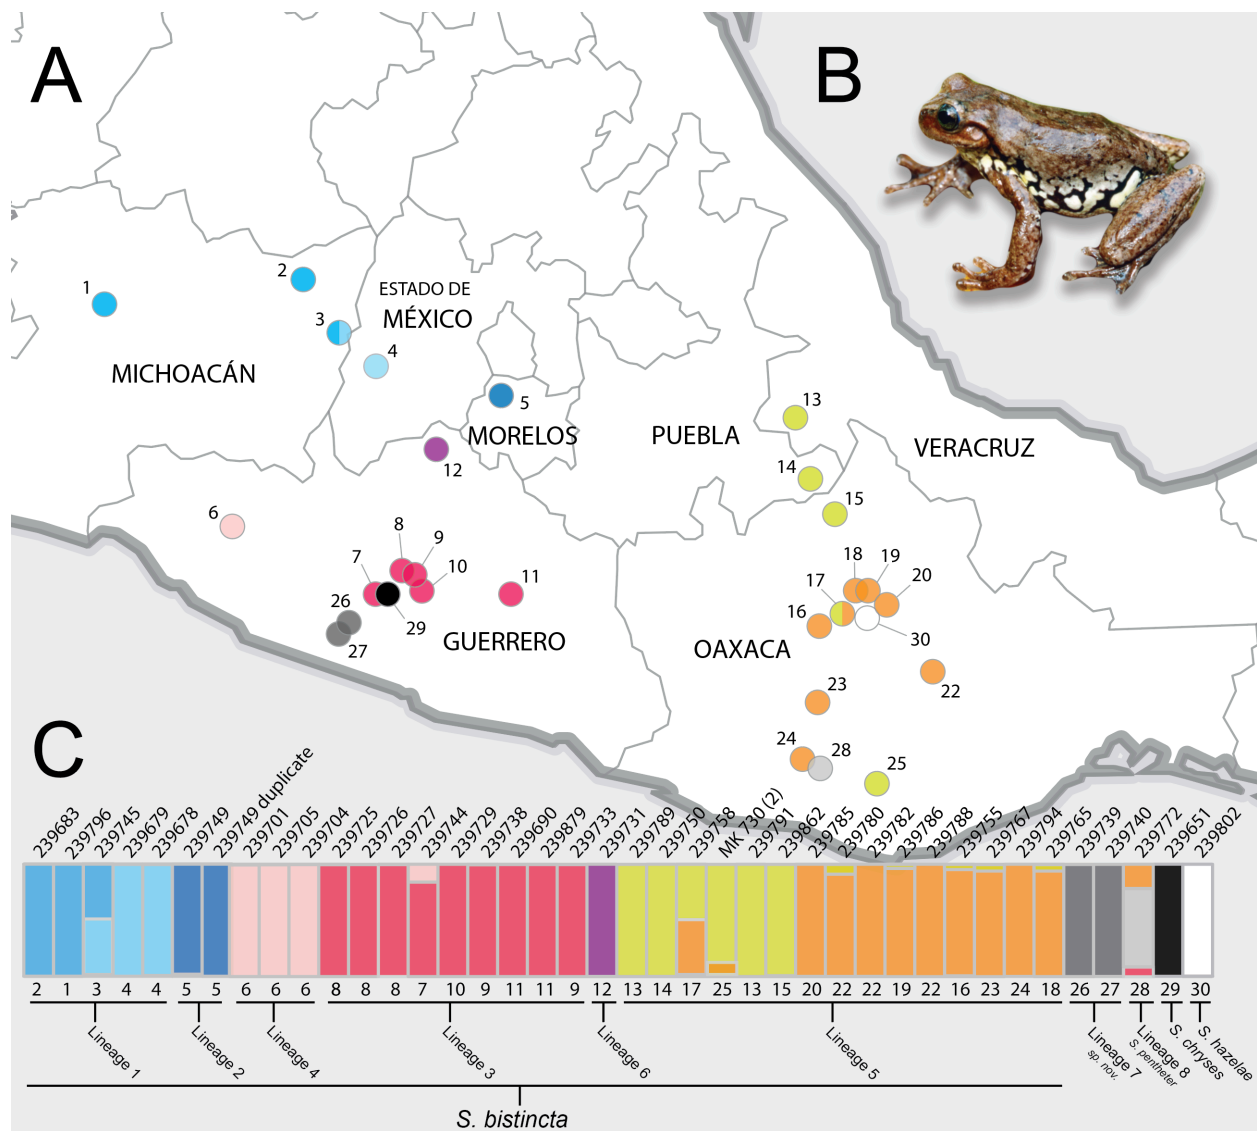 A
B
ESTADO DE
MÉXICO
MICHOACÁN
MORELOS
PUEBLA
VERACRUZ
GUERRERO
OAXACA
1
2
3
4
5
12
13
14
15
6
7
8
9
10
11
26
27
29
16
17
18
19
20
30
22
23
24
28
25
C
239683
239796
239745
239679
239678
239749
239749 duplicate
239701
239705
239704
239725
239726
239727
239744
239729
239738
239690
239879
239733
239731
239789
239750
239758
MK 730 (2)
239791
239862
239785
239780
239782
239786
239788
239755
239767
239794
239765
239739
239740
239772
239651
239802
2 1 3 4 4 5 5 6 6 6 8 8 8 7 10 9 11 11 9 12 13 14 17 25 13 15 20 22 22 19 22 16 23 24 18 26 27 28 29 30
Lineage 1
Lineage 2
Lineage 4
Lineage 3
Lineage 6
Lineage 5
Lineage 7
sp. nov.
Lineage 8
S. pentheter
S. chryses
S. hazelae
S. bistincta